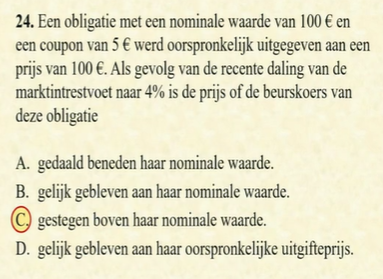 24. Een obligatie met een nominale waarde van 100 € en
een coupon van 5 € werd oorspronkelijk uitgegeven aan een
prijs van 100 €. Als gevolg van de recente daling van de
marktintrestvoet naar 4% is de prijs of de beurskoers van
deze obligatie
A. gedaald beneden haar nominale waarde.
B. gelijk gebleven aan haar nominale waarde.
C. gestegen boven haar nominale waarde.
D. gelijk gebleven aan haar oorspronkelijke uitgifteprijs.